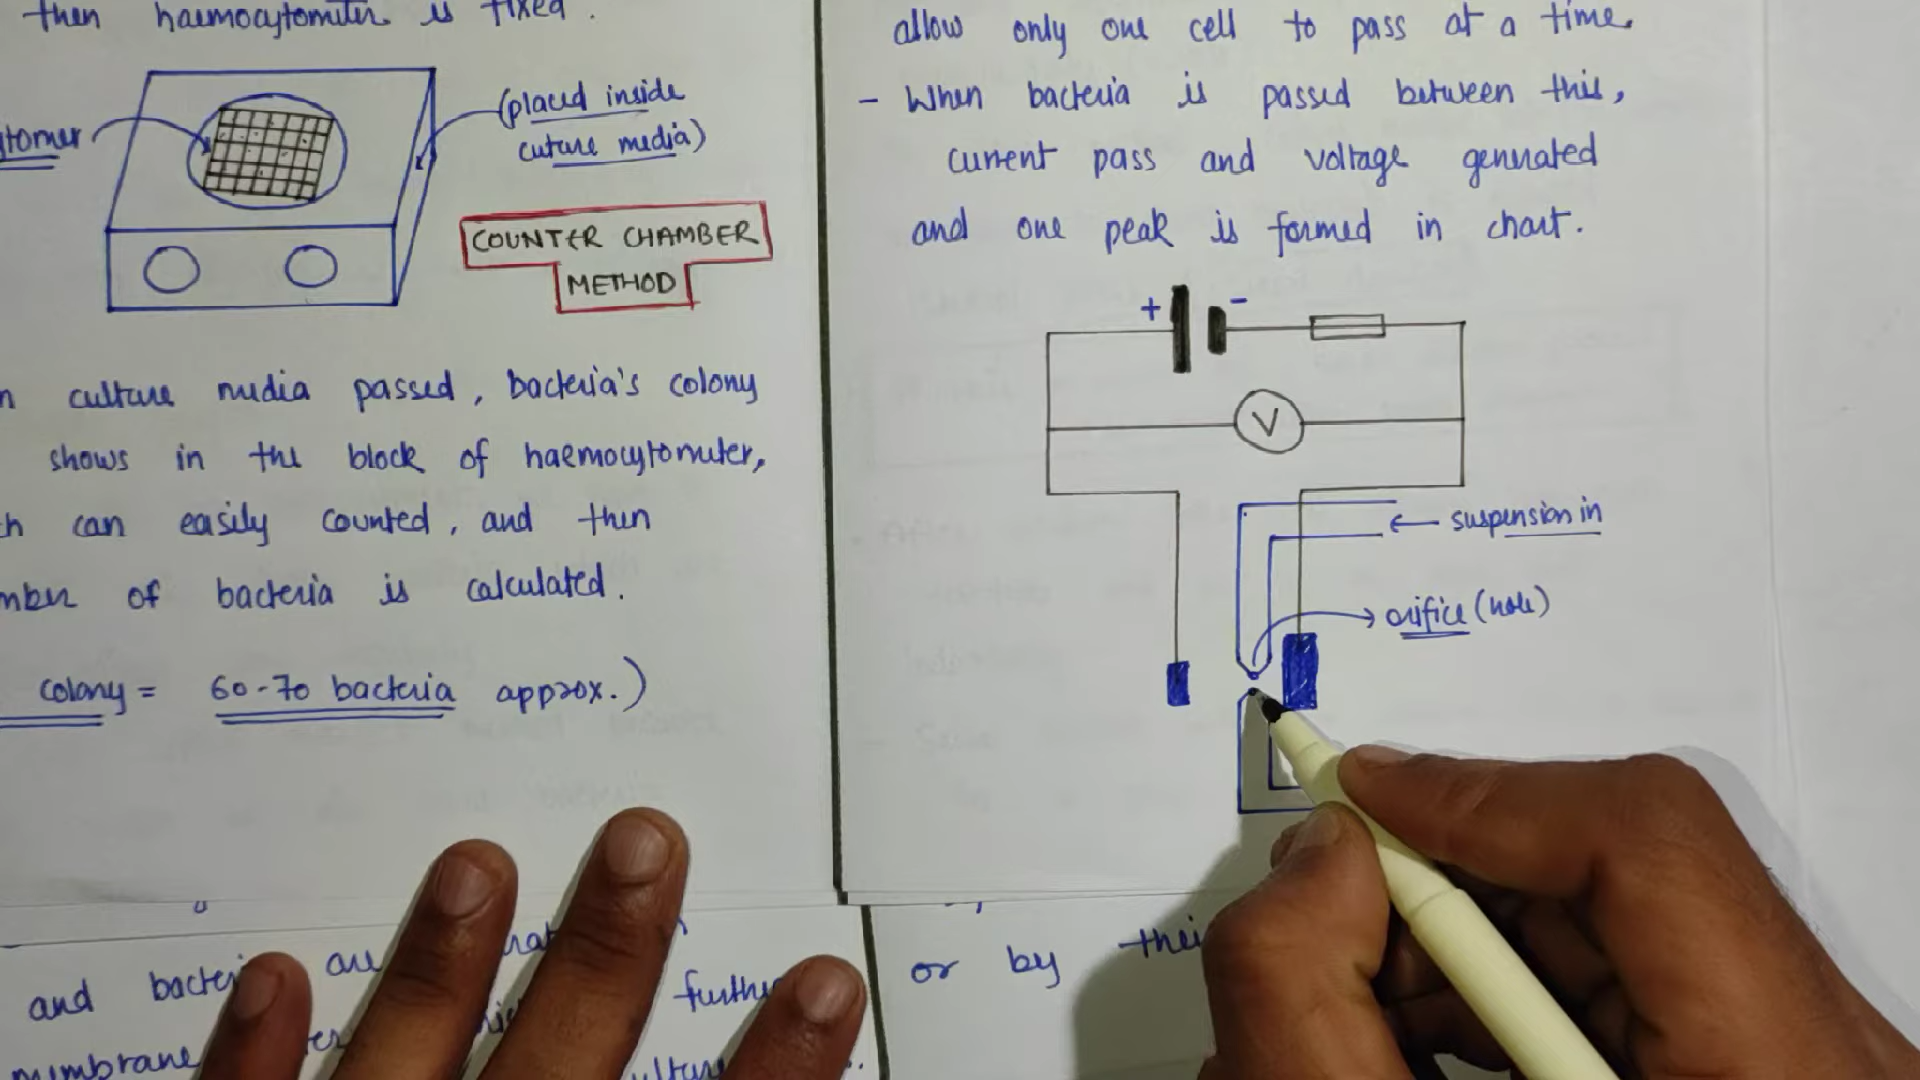 then haemocytomiter is fixed.
(placed inside
cuture media)
COUNTER CHAMBER
METHOD
culture media passed, bacteria's colony
shows in the block of haemocytometer,
can easily counted, and then
of bacteria is calculated.
colony = 60-70 bacteria approx.)
and
membrane
allow only one cell to pass at a time.
- When bacteria is passed between this,
current pass and voltage generated
and one peak is formed in chart.
+ -
V
← suspension in
orifice (hole)
or by